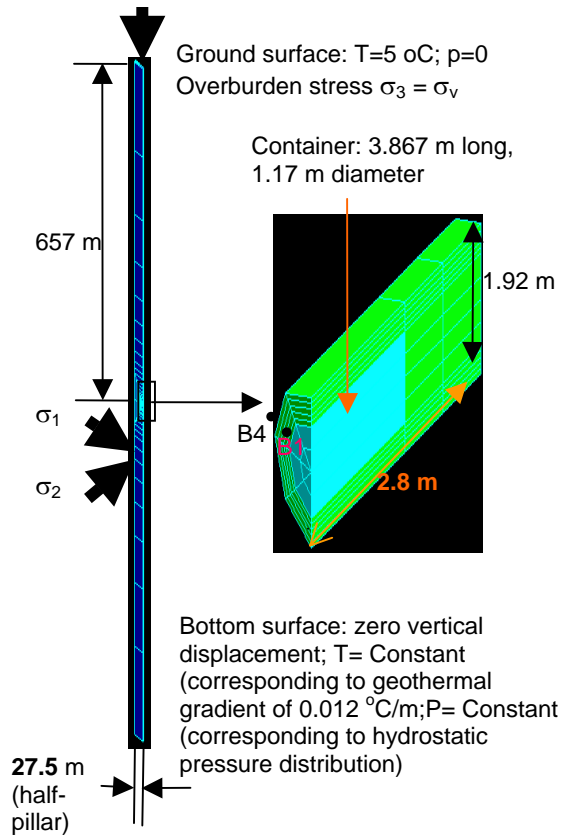 Ground surface: T=5 oC; p=0
Overburden stress σ3 = σv
Container: 3.867 m long,
1.17 m diameter
657 m
1.92 m
σ1
B4
B1
σ2
2.8 m
Bottom surface: zero vertical
displacement; T= Constant
(corresponding to geothermal
gradient of 0.012 °C/m;P= Constant
(corresponding to hydrostatic
pressure distribution)
27.5 m
(half-
pillar)